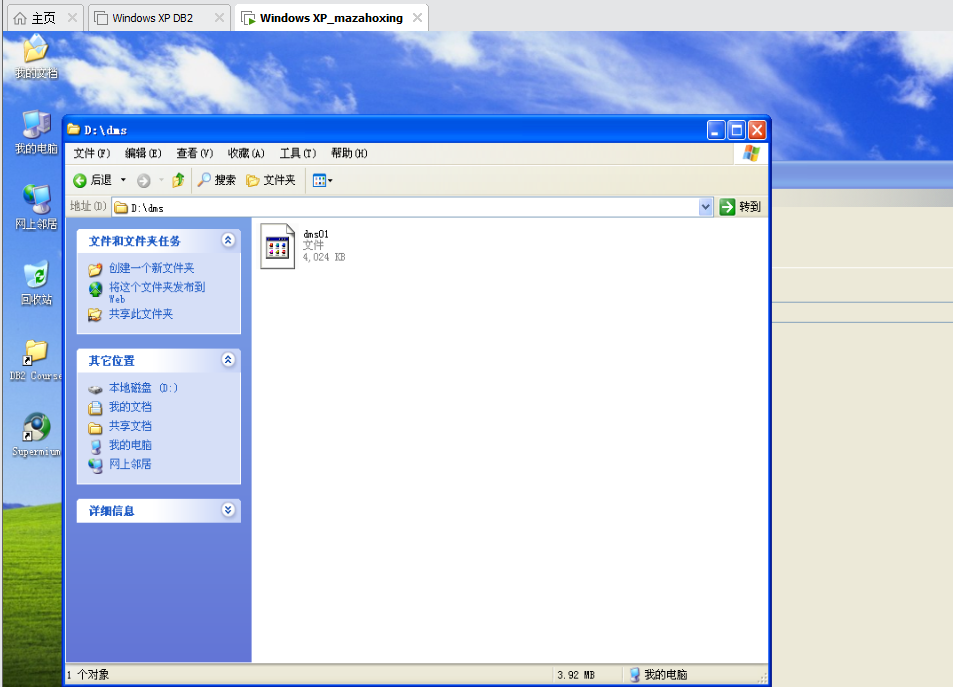 主页
Windows XP DB2
Windows XP_mazahoxing
我的文档
我的电脑
网上邻居
回收站
DB2 Course
Supermium
D:\dms
文件(F) 编辑(E) 查看(V) 收藏(A) 工具(T) 帮助(H)
后退 搜索 文件夹
地址(D) D:\dms 转到
文件和文件夹任务
创建一个新文件夹
将这个文件夹发布到
Web
共享此文件夹
其它位置
本地磁盘 (D:)
我的文档
共享文档
我的电脑
网上邻居
详细信息
dms01
文件
4,024 KB
1 个对象 3.92 MB 我的电脑